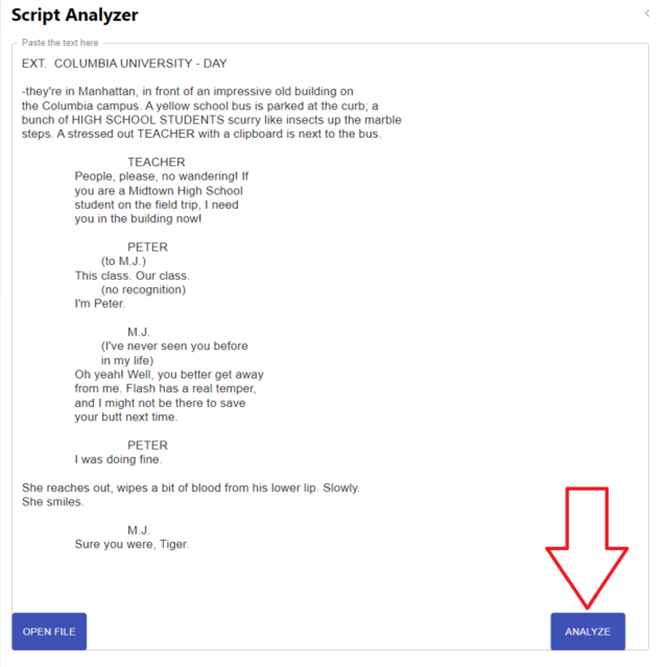 Script Analyzer
Paste the text here
EXT.  COLUMBIA UNIVERSITY - DAY
-they're in Manhattan, in front of an impressive old building on
the Columbia campus. A yellow school bus is parked at the curb; a
bunch of HIGH SCHOOL STUDENTS scurry like insects up the marble
steps. A stressed out TEACHER with a clipboard is next to the bus.
TEACHER
People, please, no wandering! If
you are a Midtown High School
student on the field trip, I need
you in the building now!
PETER
(to M.J.)
This class. Our class.
(no recognition)
I'm Peter.
M.J.
(I've never seen you before
in my life)
Oh yeah! Well, you better get away
from me. Flash has a real temper,
and I might not be there to save
your butt next time.
PETER
I was doing fine.
She reaches out, wipes a bit of blood from his lower lip. Slowly.
She smiles.
M.J.
Sure you were, Tiger.
OPEN FILE
ANALYZE